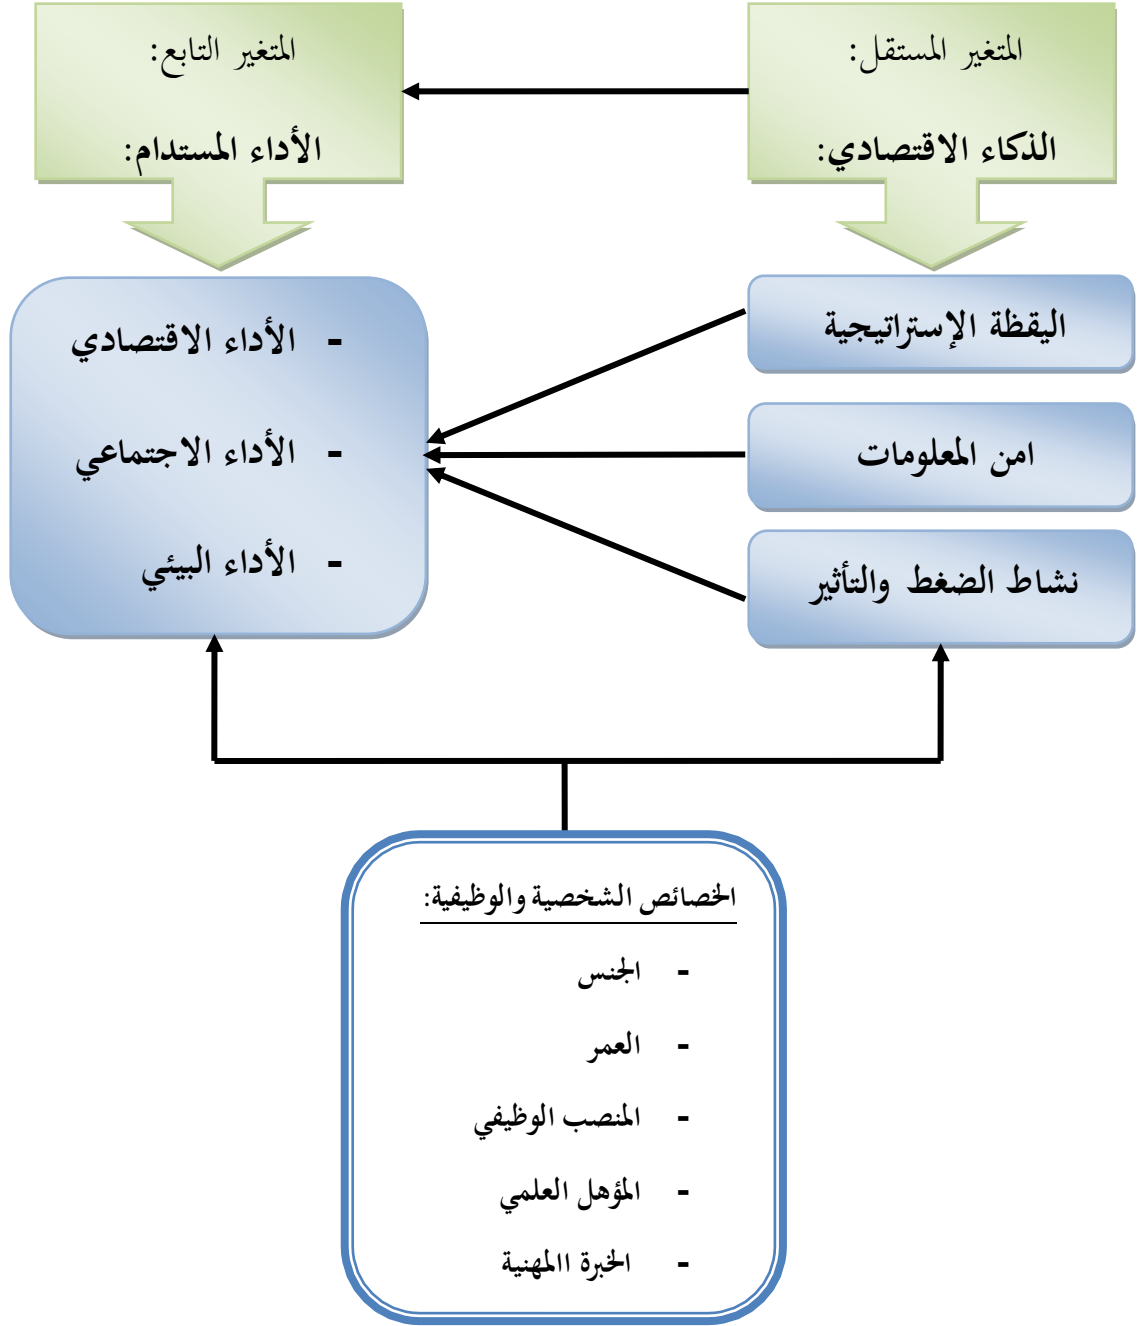 المتغير المستقل:
الذكاء الاقتصادي:
المتغير التابع:
الأداء المستدام:
اليقظة الإستراتيجية
امن المعلومات
نشاط الضغط والتأثير
- الأداء الاقتصادي
- الأداء الاجتماعي
- الأداء البيئي
الخصائص الشخصية والوظيفية:
- الجنس
- العمر
- المنصب الوظيفي
- المؤهل العلمي
- الخبرة االمهنية